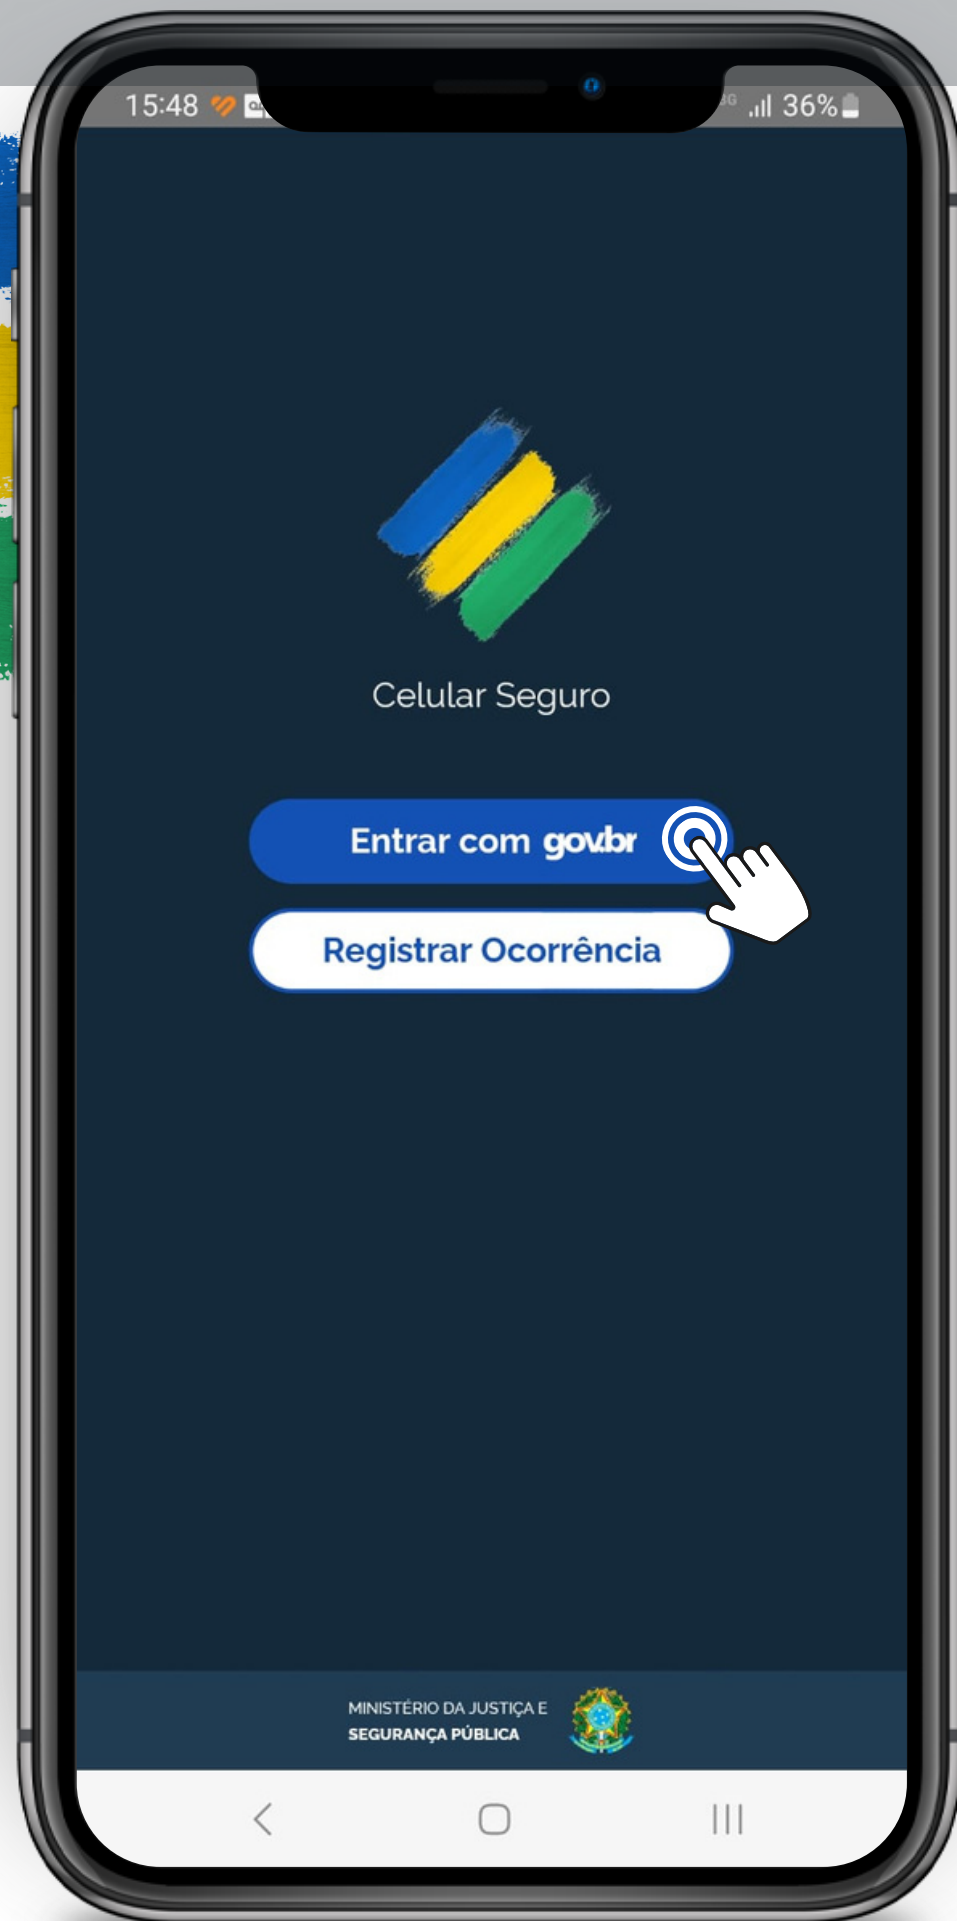 15:48
36%
Celular Seguro
Entrar com gov.br
Registrar Ocorrência
MINISTÉRIO DA JUSTIÇA E
SEGURANÇA PÚBLICA